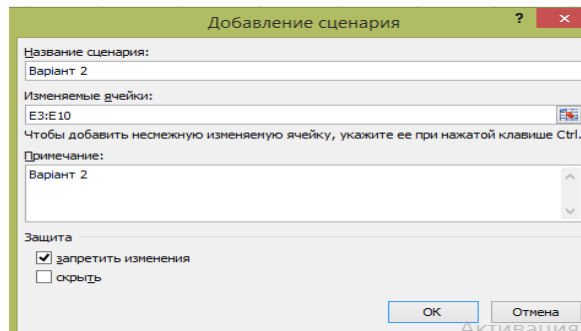 Добавление сценария
?
×
Название сценария:
Варіант 2
Изменяемые ячейки:
E3:E10
Чтобы добавить несмежную изменяемую ячейку, укажите ее при нажатой клавише Ctrl.
Примечание:
Варіант 2
Защита
запретить изменения
скрыть
ОК
Отмена
Активация